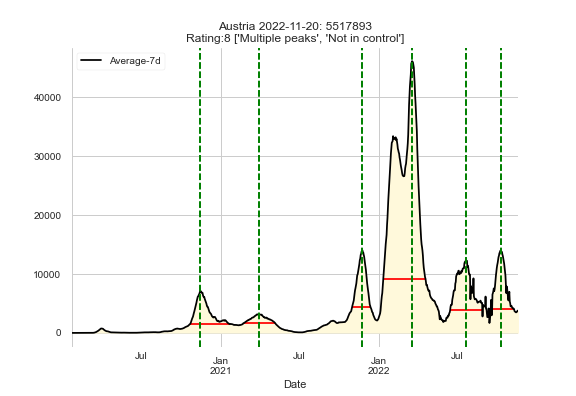 Austria 2022-11-20: 5517893
Rating:8 ['Multiple peaks', 'Not in control']
Average-7d
40000
30000
20000
10000
0
Jul
Jan
2021
Jul
Jan
2022
Jul
Date